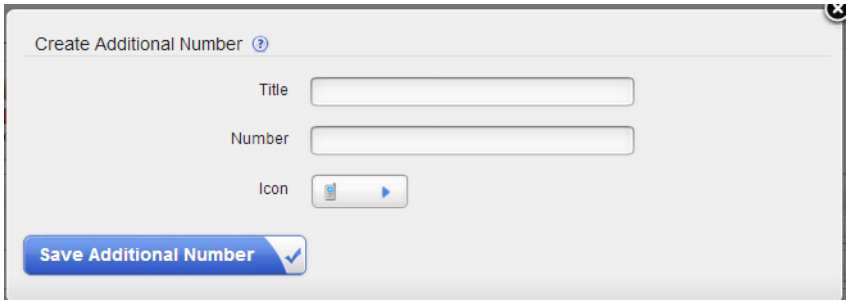 Create Additional Number ?
Title
Number
Icon
Save Additional Number